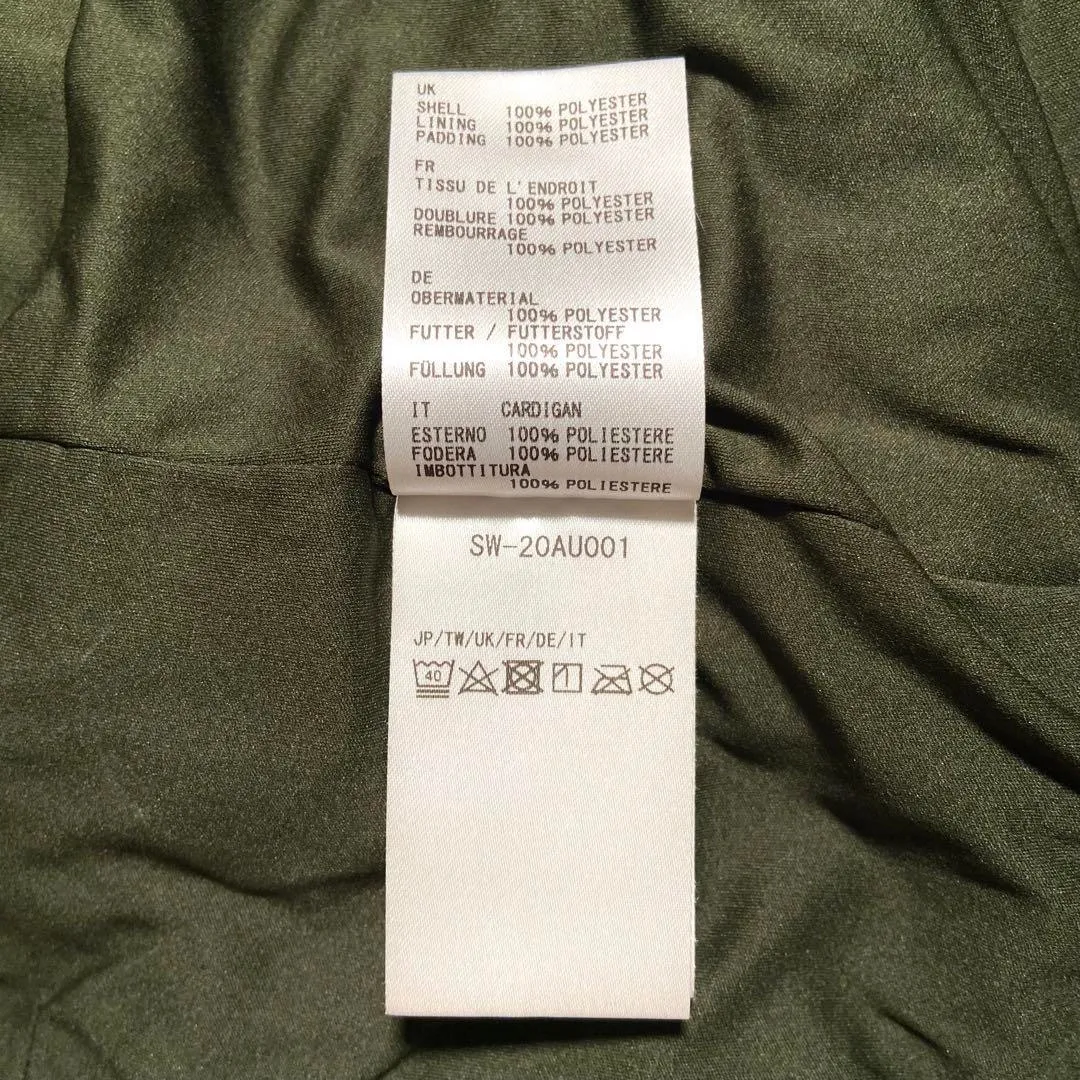 UK
SHELL 100% POLYESTER
LINING 100% POLYESTER
PADDING 100% POLYESTER
FR
TISSU DE L'ENDROIT
100% POLYESTER
DOUBLURE 100% POLYESTER
REMBOURRAGE
100% POLYESTER
DE
OBERMATERIAL
100% POLYESTER
FUTTER / FUTTERSTOFF
100% POLYESTER
FÜLLUNG 100% POLYESTER
IT CARDIGAN
ESTERNO 100% POLIESTERE
FODERA 100% POLIESTERE
IMBOTTITURA
100% POLIESTERE
SW-20AU001
JP/TW/UK/FR/DE/IT
40